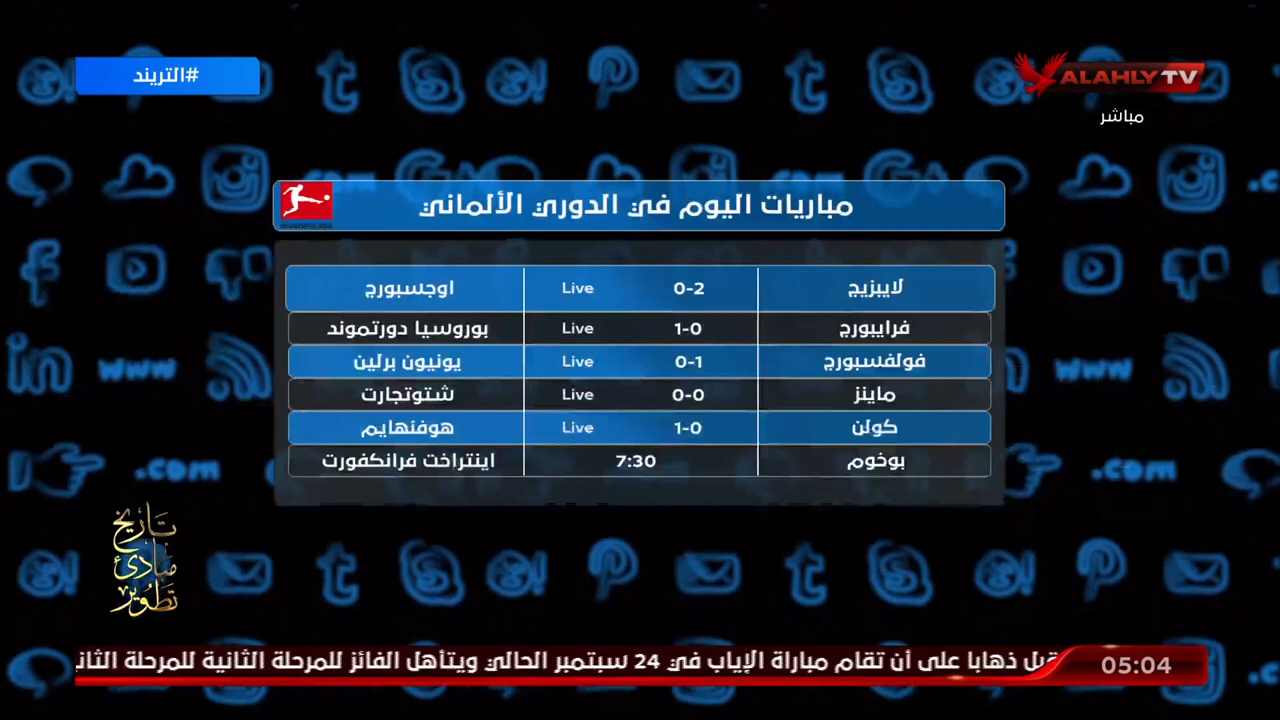 #التريند
ALAHLY TV
مباشر
مباريات اليوم في الدوري الألماني
لايبزيج 0-2 Live اوجسبورج
فرايبورج 1-0 Live بوروسيا دورتموند
فولفسبورج 0-1 Live يونيون برلين
ماينز 0-0 Live شتوتجارت
كولن 1-0 Live هوفنهايم
بوخوم 7:30 اينتراخت فرانكفورت
تاريخ
مبادئ
تطوير
ذهابا على أن تقام مباراة الإياب في 24 سبتمبر الحالي ويتأهل الفائز للمرحلة الثانية للمرحلة
05:04